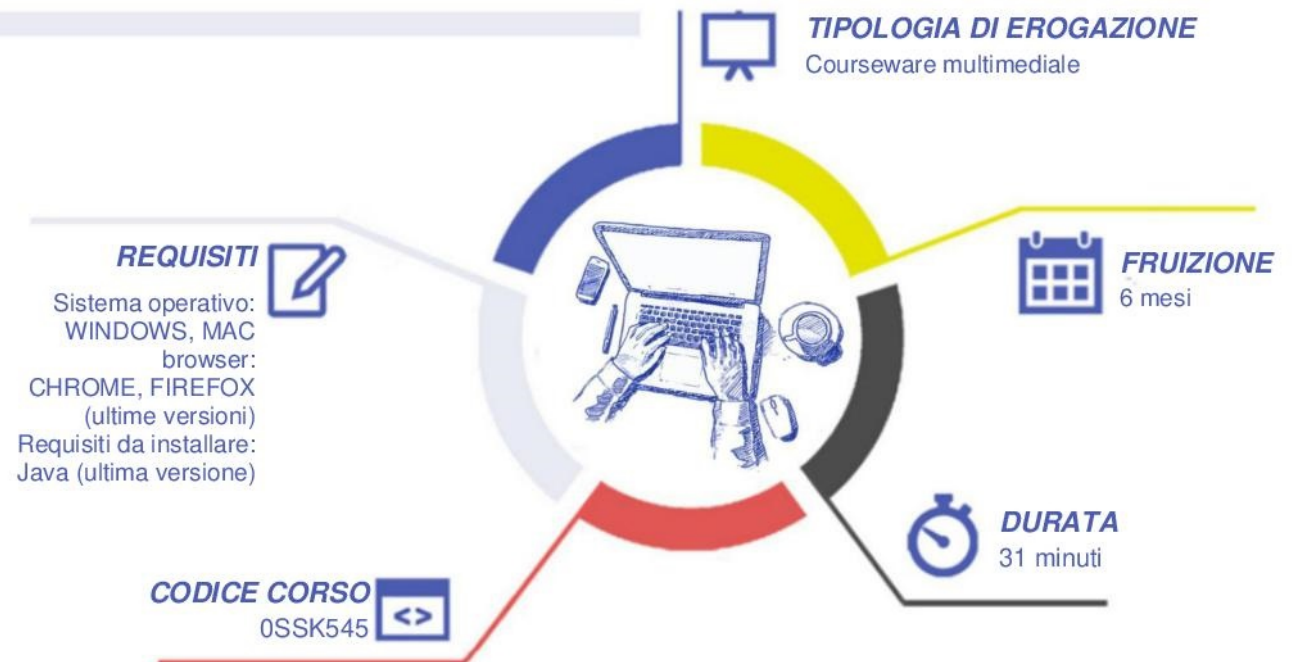 TIPOLOGIA DI EROGAZIONE
Courseware multimediale
REQUISITI
Sistema operativo:
WINDOWS, MAC
browser:
CHROME, FIREFOX
(ultime versioni)
Requisiti da installare:
Java (ultima versione)
FRUIZIONE
6 mesi
DURATA
31 minuti
CODICE CORSO
0SSK545